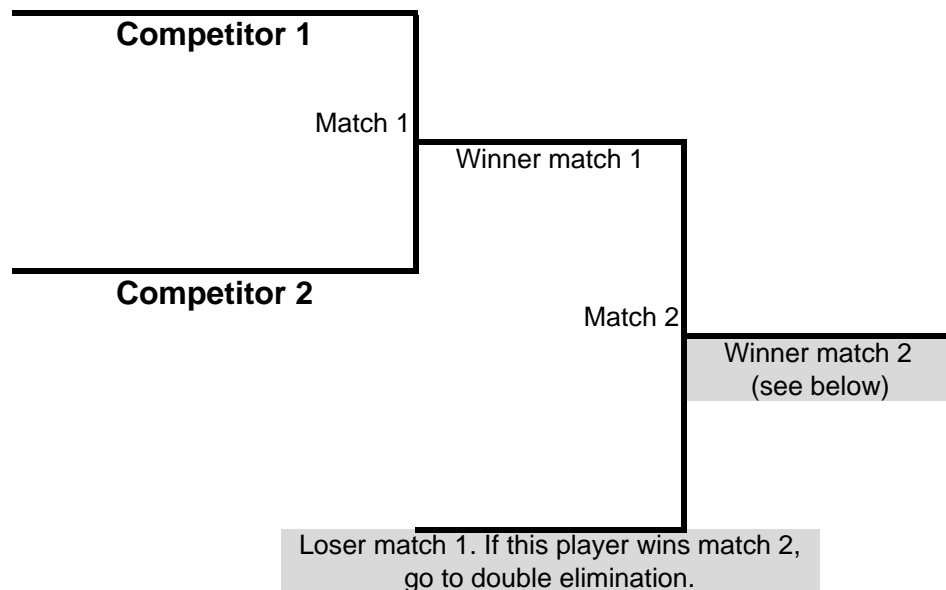 Competitor 1
Match 1
Winner match 1
Competitor 2
Match 2
Winner match 2
(see below)
Loser match 1. If this player wins match 2,
go to double elimination.